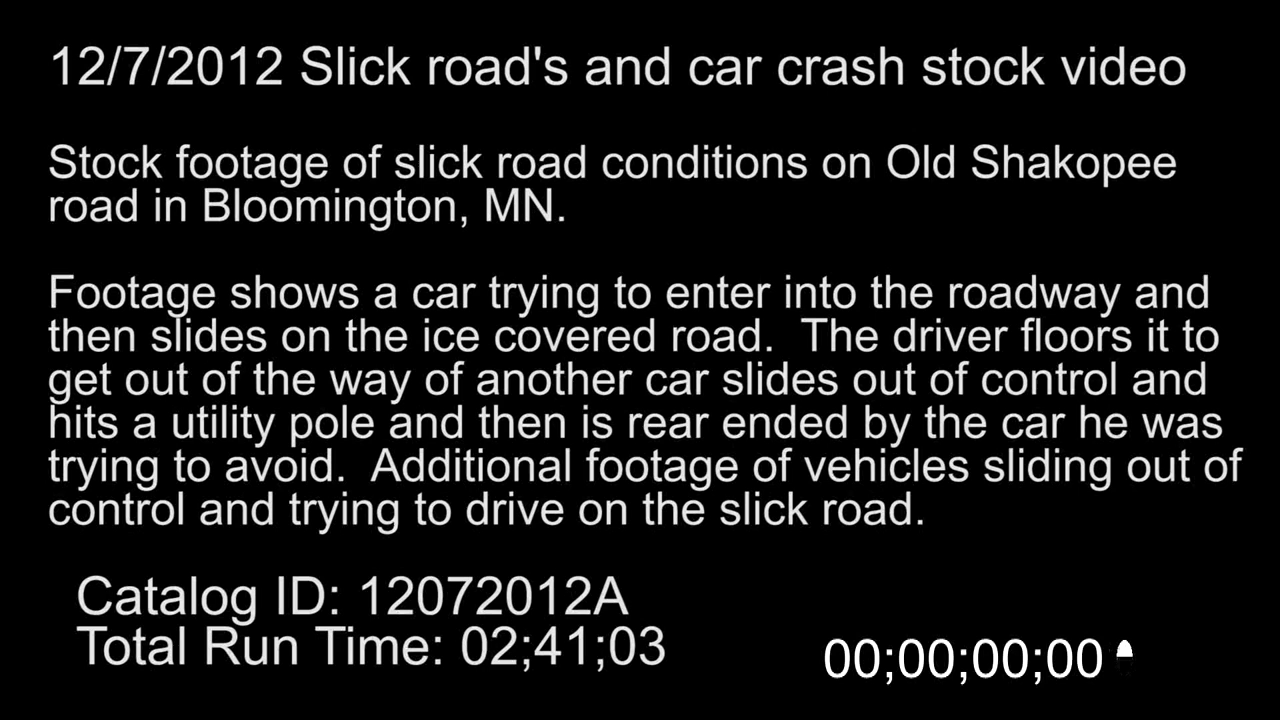 12/7/2012 Slick road's and car crash stock video
Stock footage of slick road conditions on Old Shakopee
road in Bloomington, MN.
Footage shows a car trying to enter into the roadway and
then slides on the ice covered road.  The driver floors it to
get out of the way of another car slides out of control and
hits a utility pole and then is rear ended by the car he was
trying to avoid.  Additional footage of vehicles sliding out of
control and trying to drive on the slick road.
Catalog ID: 12072012A
Total Run Time: 02;41;03
00;00;00;00